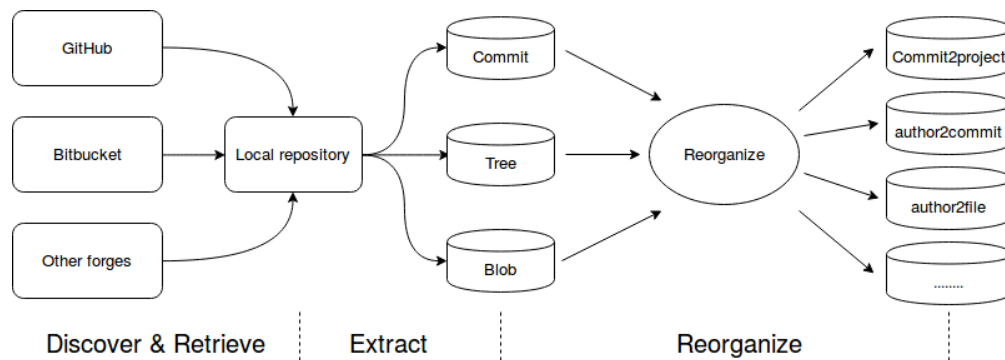 GitHub
Bitbucket
Other forges
Local repository
Commit
Tree
Blob
Reorganize
Commit2project
author2commit
author2file
........
Discover & Retrieve
Extract
Reorganize